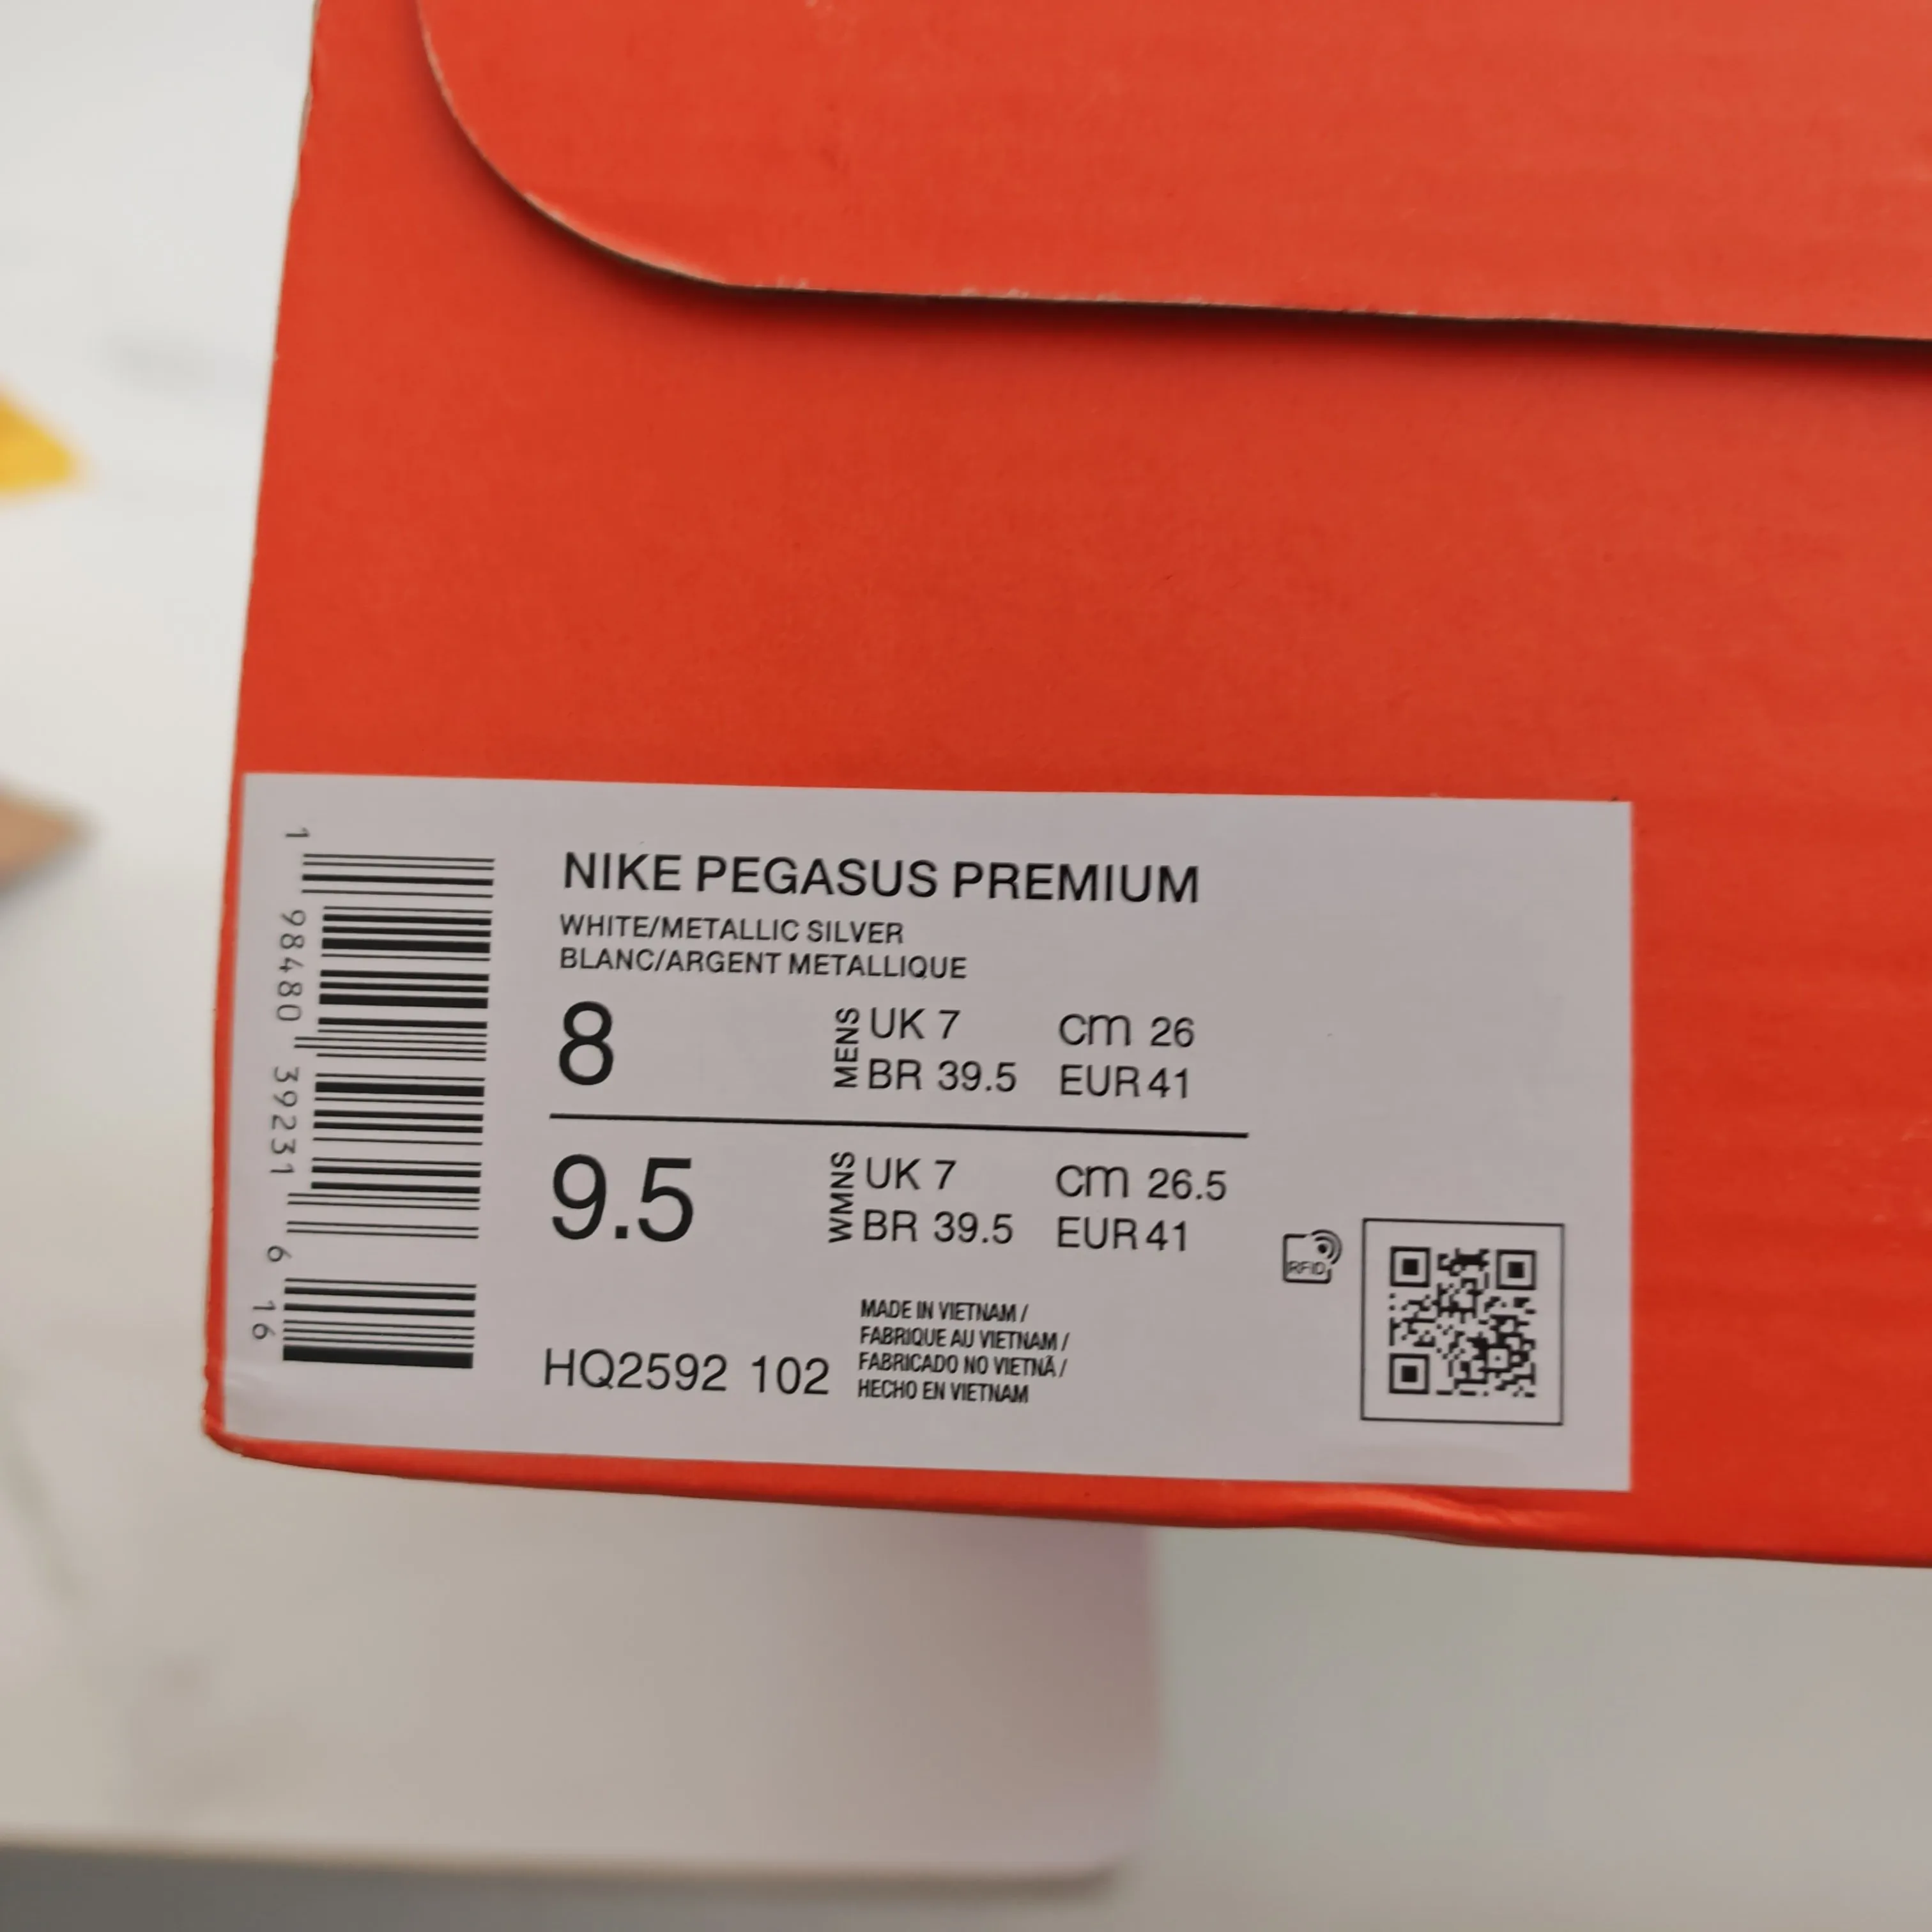 NIKE PEGASUS PREMIUM
WHITE/METALLIC SILVER
BLANC/ARGENT METALLIQUE
8
MENS
UK 7 cm 26
BR 39.5 EUR 41
9.5
WMNS
UK 7 cm 26.5
BR 39.5 EUR 41
RFID
HQ2592 102
MADE IN VIETNAM /
FABRIQUE AU VIETNAM /
FABRICADO NO VIETNÃ /
HECHO EN VIETNAM
1 98480 39231 6 16